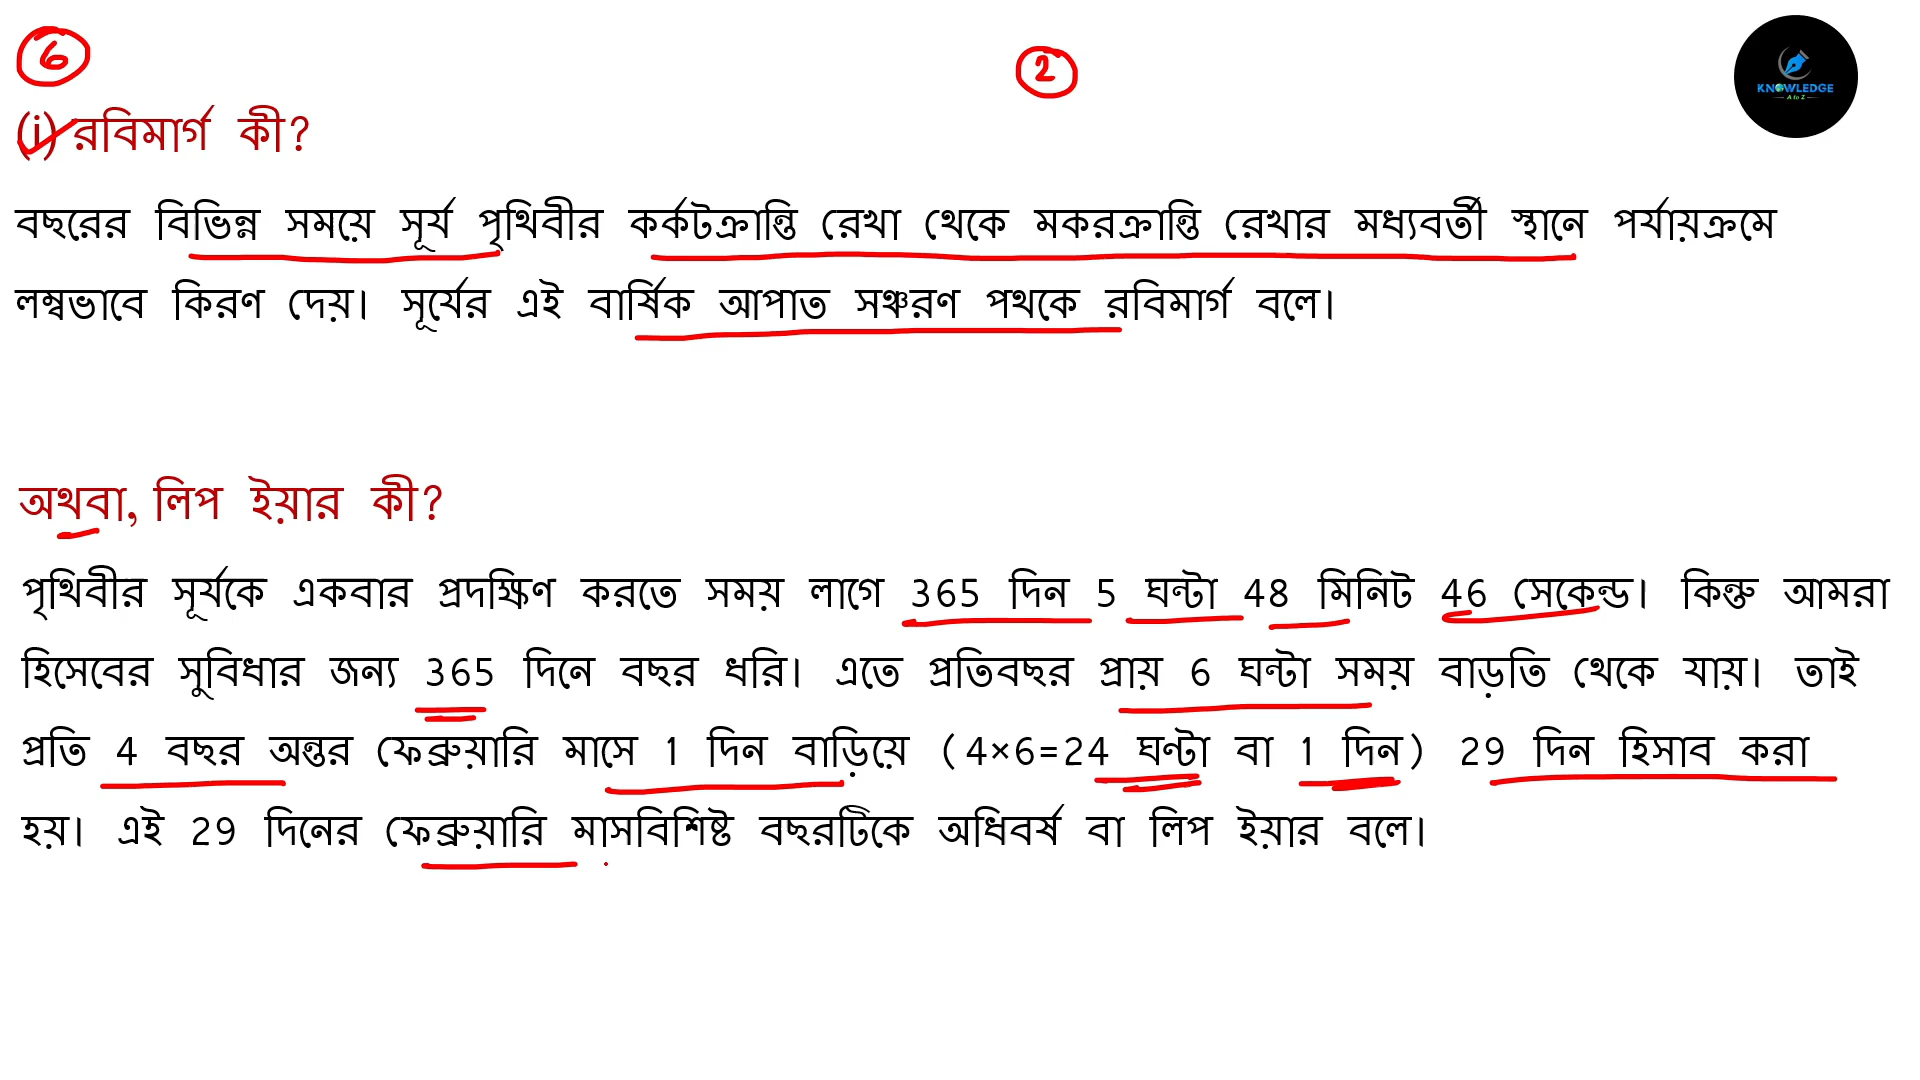 6
2
KNOWLEDGE
A to Z
(i) রবিমার্গ কী?
বছরের বিভিন্ন সময়ে সূর্য পৃথিবীর কর্কটক্রান্তি রেখা থেকে মকরক্রান্তি রেখার মধ্যবর্তী স্থানে পর্যায়ক্রমে
লম্বভাবে কিরণ দেয়। সূর্যের এই বার্ষিক আপাত সঞ্চরণ পথকে রবিমার্গ বলে।
অথবা, লিপ ইয়ার কী?
পৃথিবীর সূর্যকে একবার প্রদক্ষিণ করতে সময় লাগে 365 দিন 5 ঘন্টা 48 মিনিট 46 সেকেন্ড। কিন্তু আমরা
হিসেবের সুবিধার জন্য 365 দিনে বছর ধরি। এতে প্রতিবছর প্রায় 6 ঘন্টা সময় বাড়তি থেকে যায়। তাই
প্রতি 4 বছর অন্তর ফেব্রুয়ারি মাসে 1 দিন বাড়িয়ে (4×6=24 ঘণ্টা বা 1 দিন) 29 দিন হিসাব করা
হয়। এই 29 দিনের ফেব্রুয়ারি মাসবিশিষ্ট বছরটিকে অধিবর্ষ বা লিপ ইয়ার বলে।